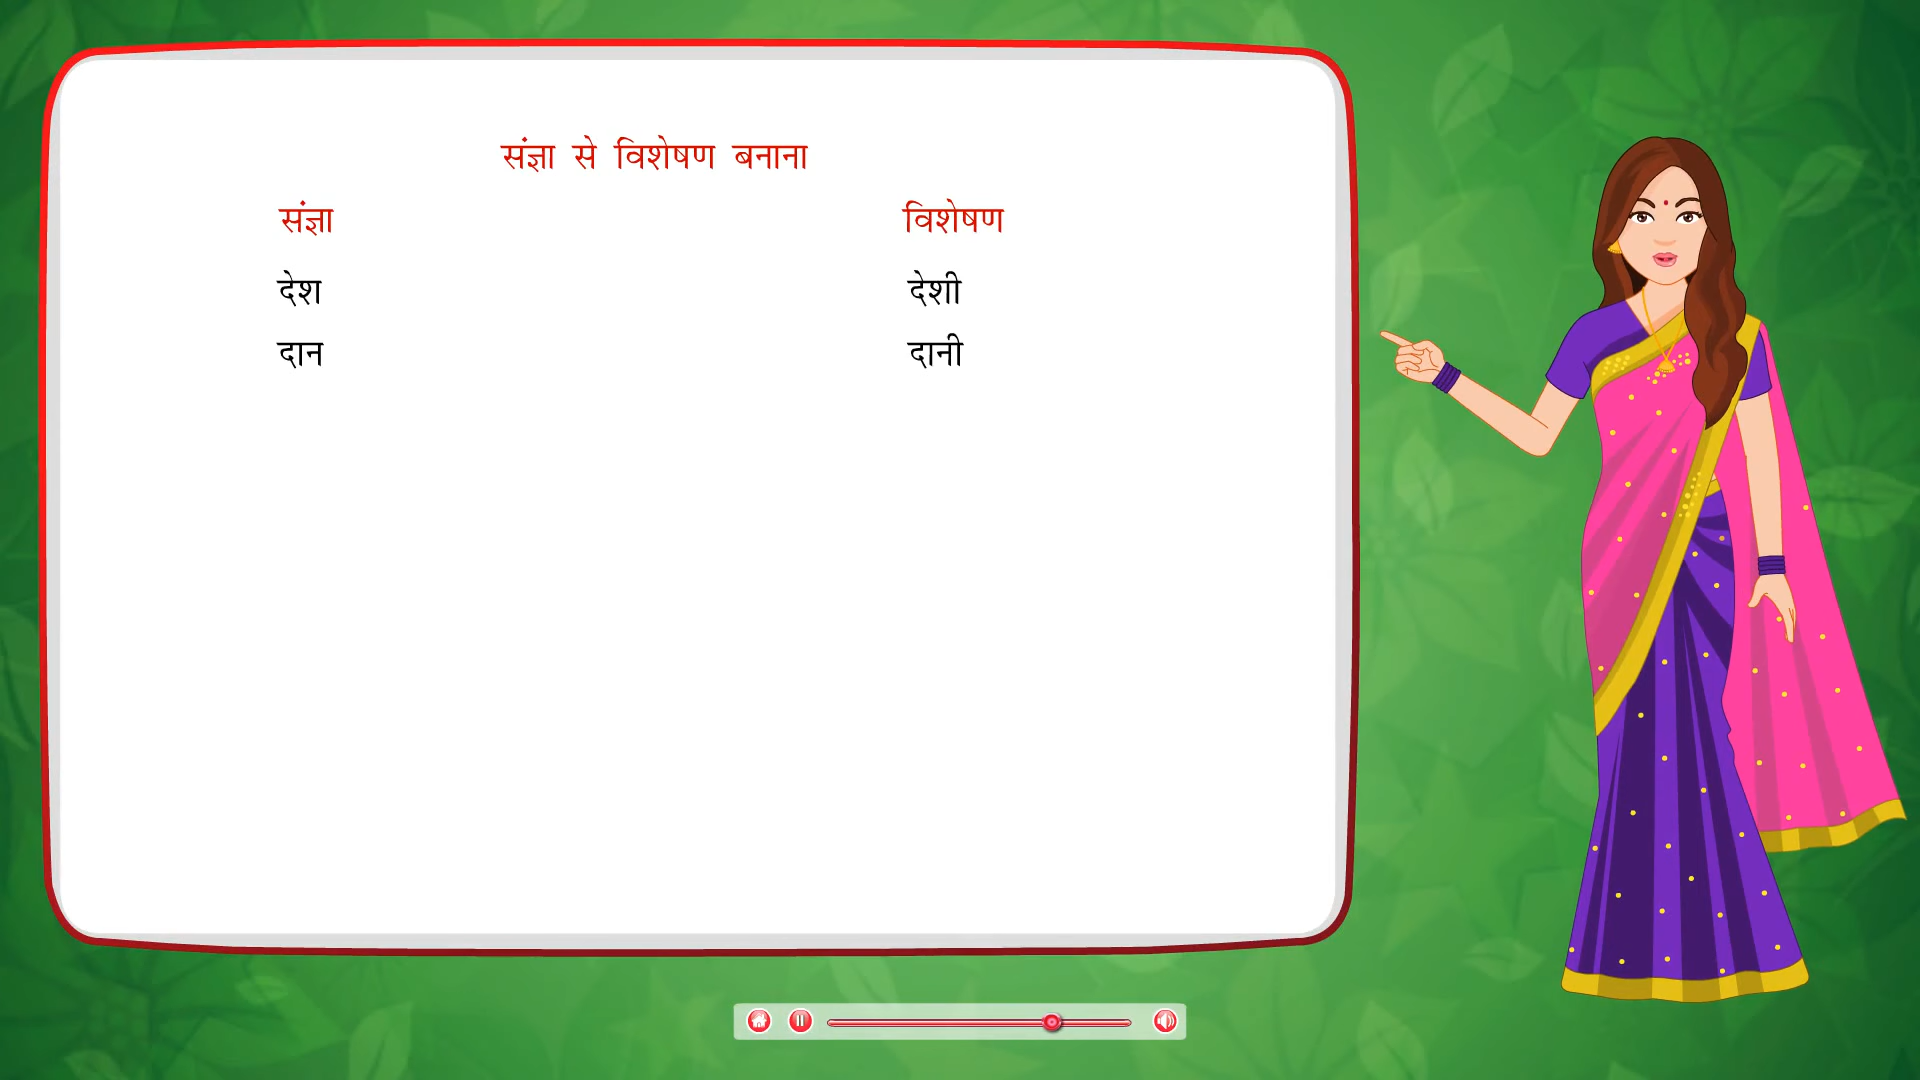 संज्ञा से विशेषण बनाना
संज्ञा विशेषण
देश देशी
दान दानी